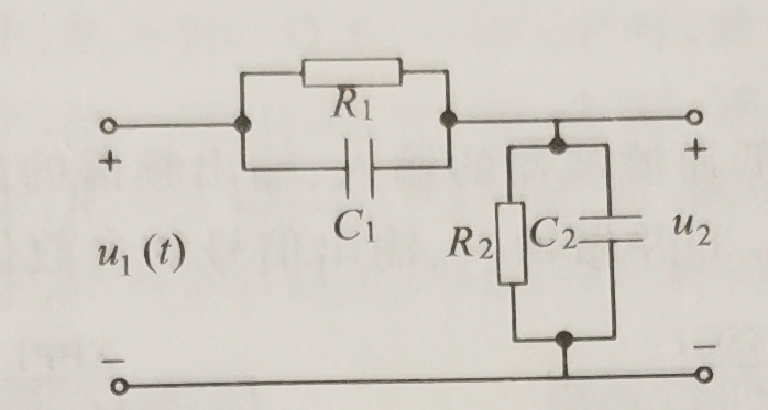 R1
+
+
C1
R2
C2
u2
u1 (t)
−
−